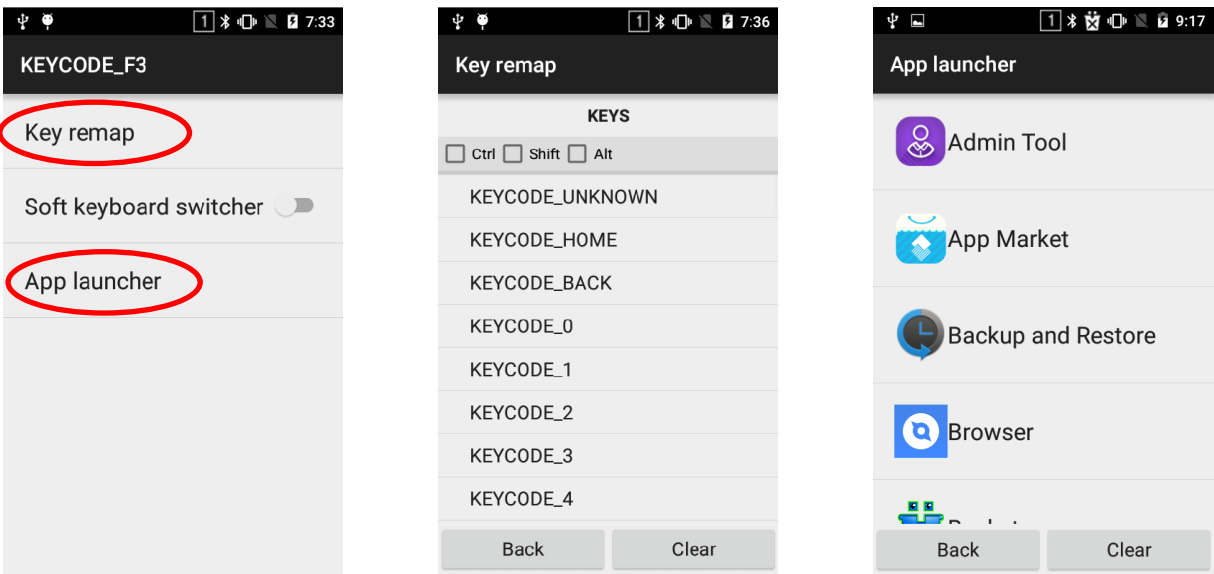 1 7:33
KEYCODE_F3
Key remap
Soft keyboard switcher
App launcher
1 7:36
Key remap
KEYS
Ctrl Shift Alt
KEYCODE_UNKNOWN
KEYCODE_HOME
KEYCODE_BACK
KEYCODE_0
KEYCODE_1
KEYCODE_2
KEYCODE_3
KEYCODE_4
Back Clear
1 9:17
App launcher
Admin Tool
App Market
Backup and Restore
Browser
Back Clear